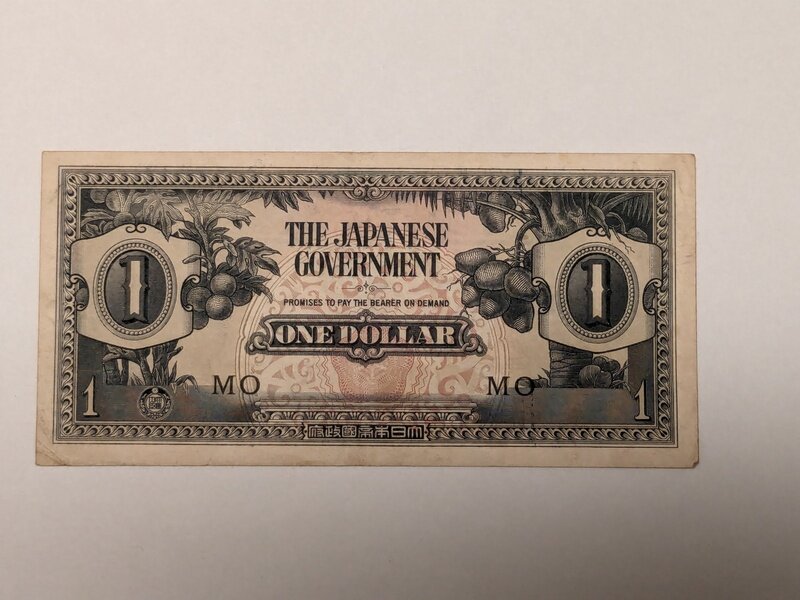 THE JAPANESE
GOVERNMENT
PROMISES TO PAY THE BEARER ON DEMAND
1
ONE DOLLAR
1
MO
MO
1
1
府政國帝本日大